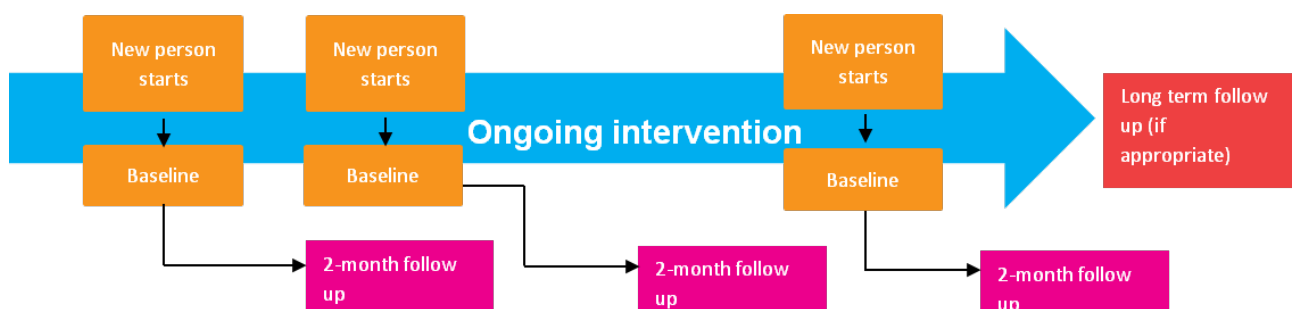 New person
starts
New person
starts
New person
starts
Ongoing intervention
Long term follow
up (if
appropriate)
Baseline
Baseline
Baseline
2-month follow
up
2-month follow
up
2-month follow
up